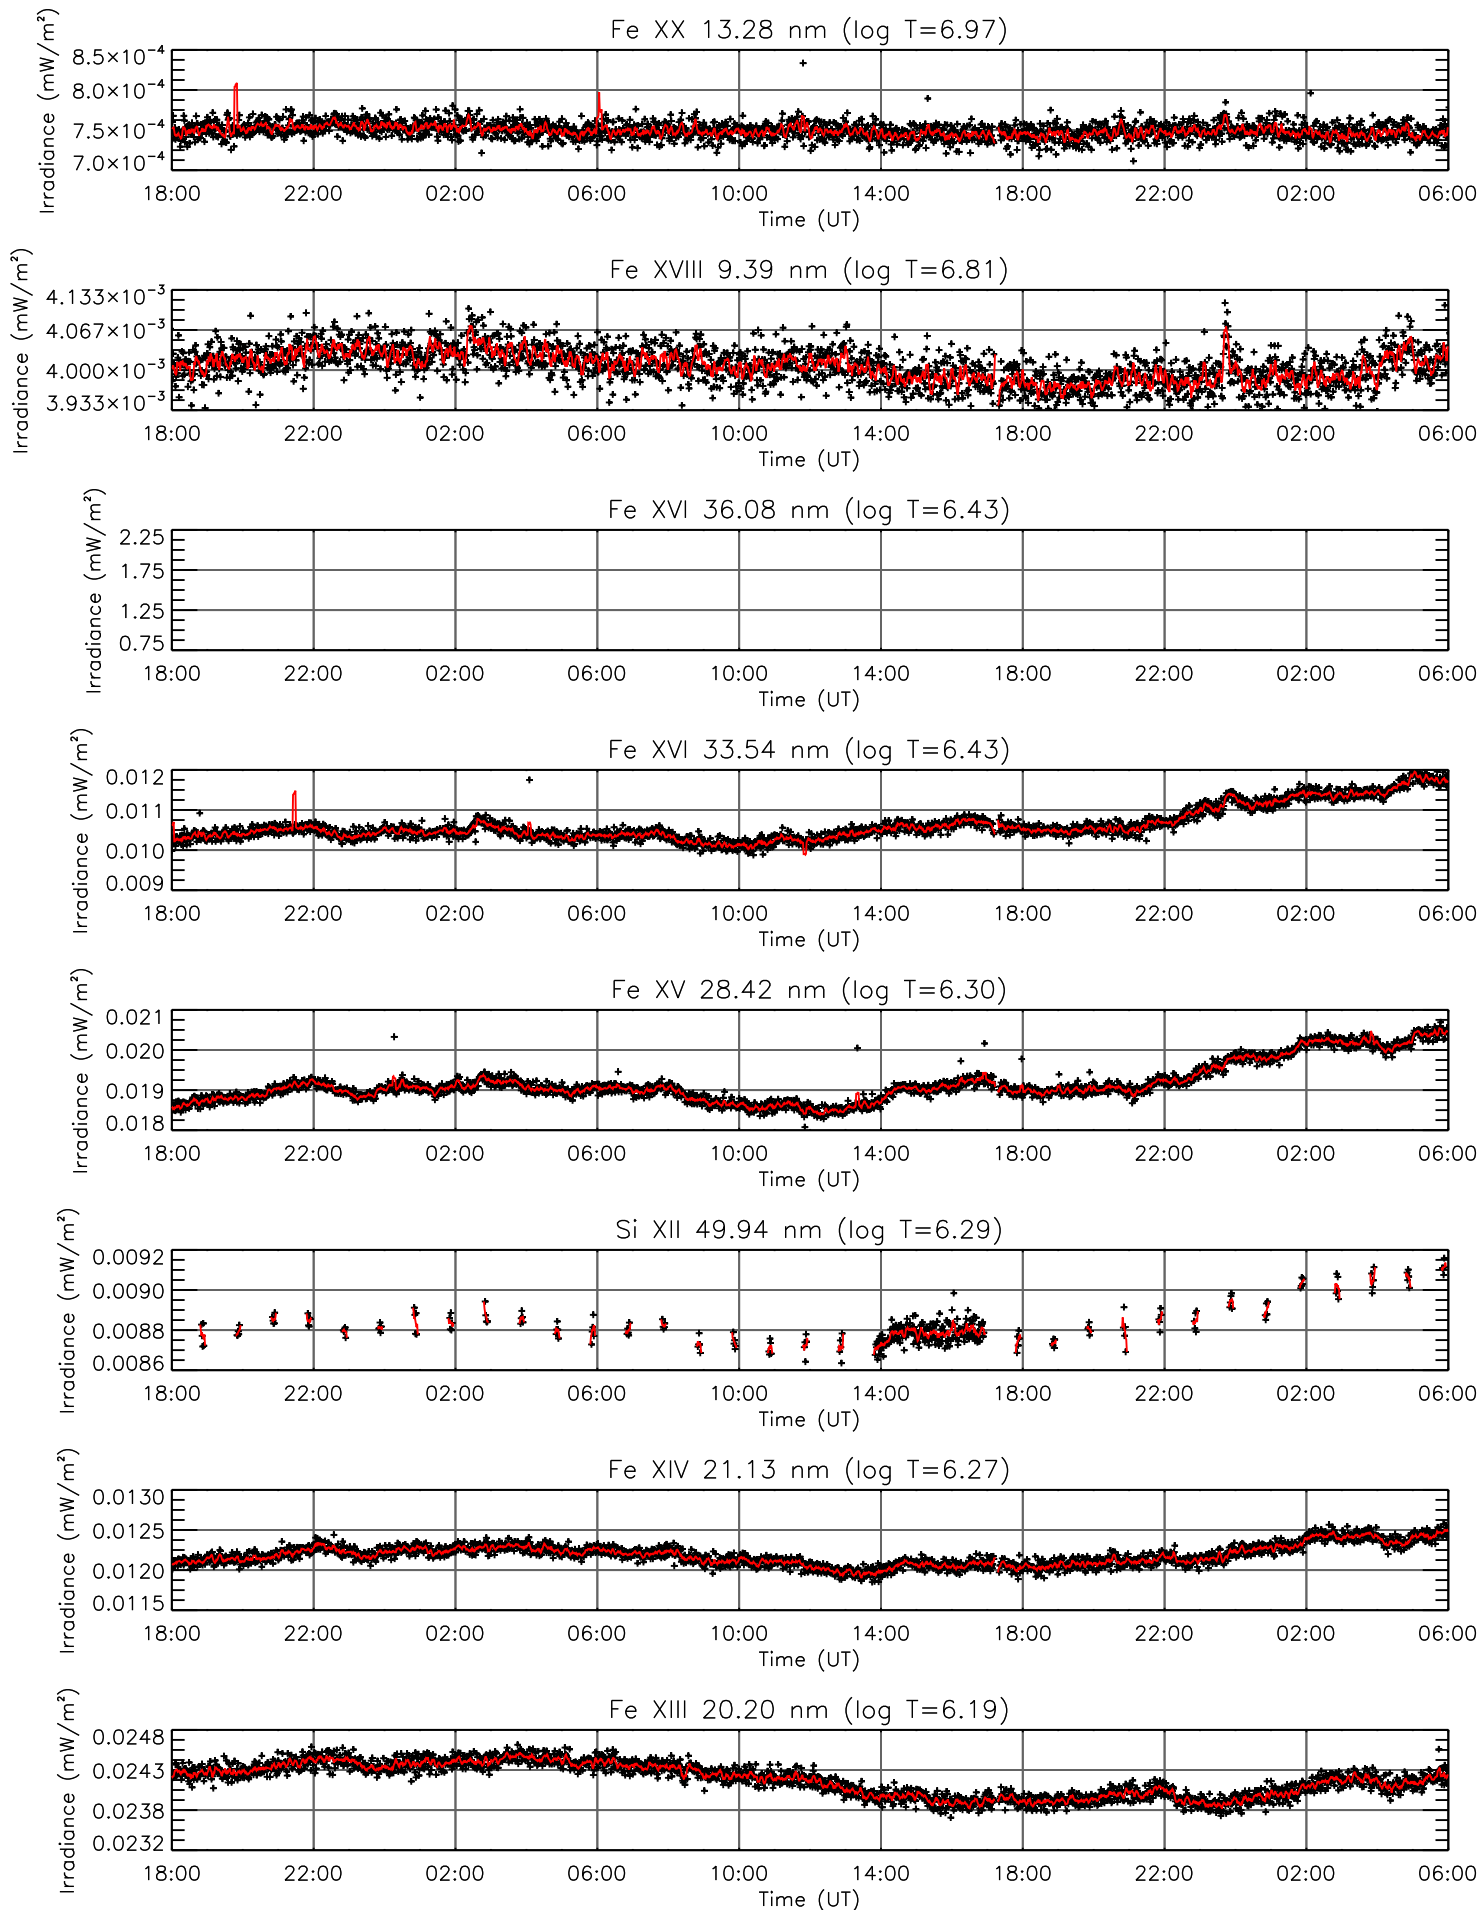 Fe XX 13.28 nm (log T=6.97)
Irradiance (mW/m²)
8.5×10⁻⁴
8.0×10⁻⁴
7.5×10⁻⁴
7.0×10⁻⁴
18:00 22:00 02:00 06:00 10:00 14:00 18:00 22:00 02:00 06:00
Time (UT)
Fe XVIII 9.39 nm (log T=6.81)
Irradiance (mW/m²)
4.133×10⁻³
4.067×10⁻³
4.000×10⁻³
3.933×10⁻³
18:00 22:00 02:00 06:00 10:00 14:00 18:00 22:00 02:00 06:00
Time (UT)
Fe XVI 36.08 nm (log T=6.43)
Irradiance (mW/m²)
2.25
1.75
1.25
0.75
18:00 22:00 02:00 06:00 10:00 14:00 18:00 22:00 02:00 06:00
Time (UT)
Fe XVI 33.54 nm (log T=6.43)
Irradiance (mW/m²)
0.012
0.011
0.010
0.009
18:00 22:00 02:00 06:00 10:00 14:00 18:00 22:00 02:00 06:00
Time (UT)
Fe XV 28.42 nm (log T=6.30)
Irradiance (mW/m²)
0.021
0.020
0.019
0.018
18:00 22:00 02:00 06:00 10:00 14:00 18:00 22:00 02:00 06:00
Time (UT)
Si XII 49.94 nm (log T=6.29)
Irradiance (mW/m²)
0.0092
0.0090
0.0088
0.0086
18:00 22:00 02:00 06:00 10:00 14:00 18:00 22:00 02:00 06:00
Time (UT)
Fe XIV 21.13 nm (log T=6.27)
Irradiance (mW/m²)
0.0130
0.0125
0.0120
0.0115
18:00 22:00 02:00 06:00 10:00 14:00 18:00 22:00 02:00 06:00
Time (UT)
Fe XIII 20.20 nm (log T=6.19)
Irradiance (mW/m²)
0.0248
0.0243
0.0238
0.0232
18:00 22:00 02:00 06:00 10:00 14:00 18:00 22:00 02:00 06:00
Time (UT)